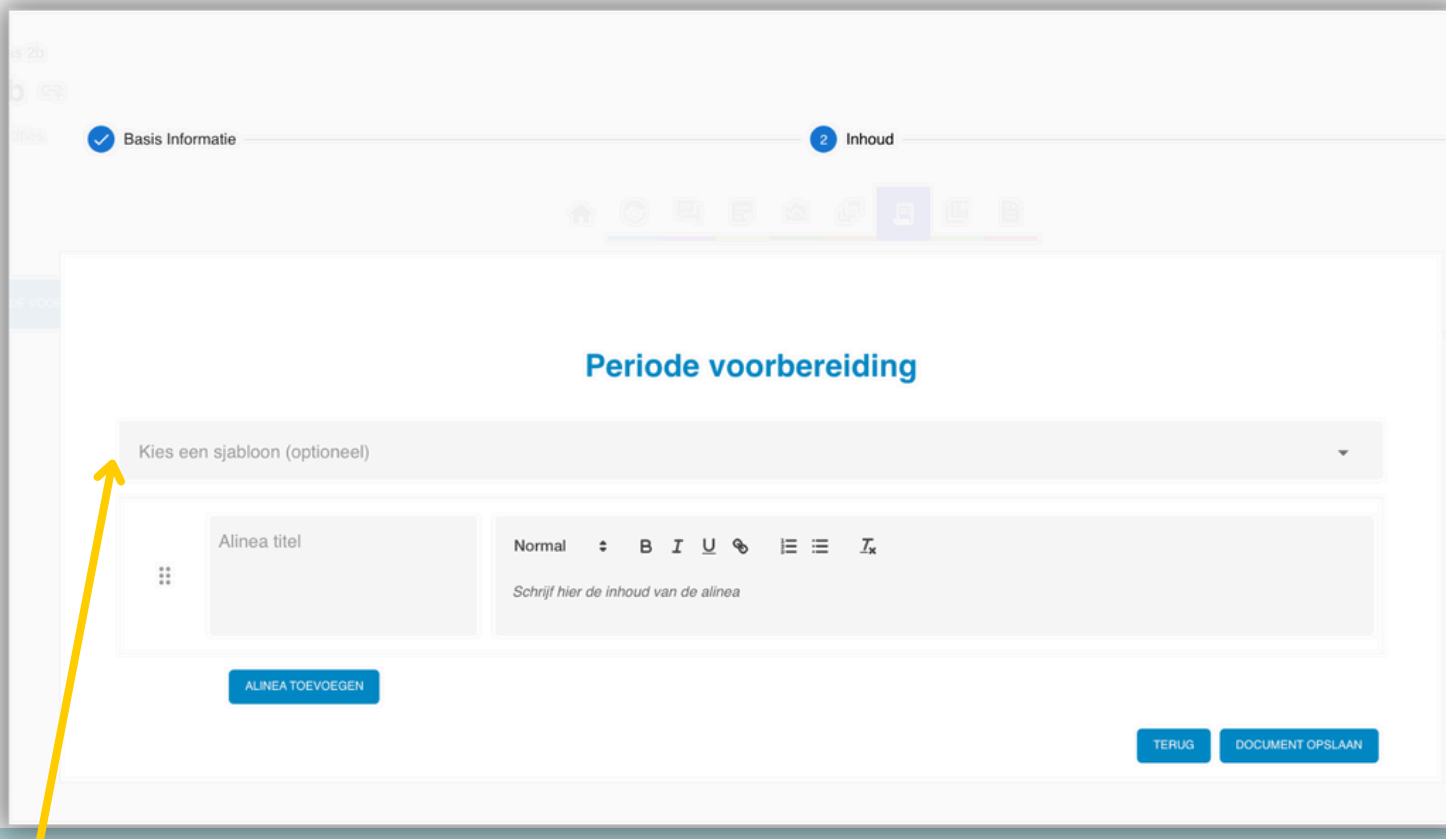 Basis Informatie
2 Inhoud
Periode voorbereiding
Kies een sjabloon (optioneel)
Alinea titel
Normal B I U
Schrijf hier de inhoud van de alinea
ALINEA TOEVOEGEN
TERUG DOCUMENT OPSLAAN